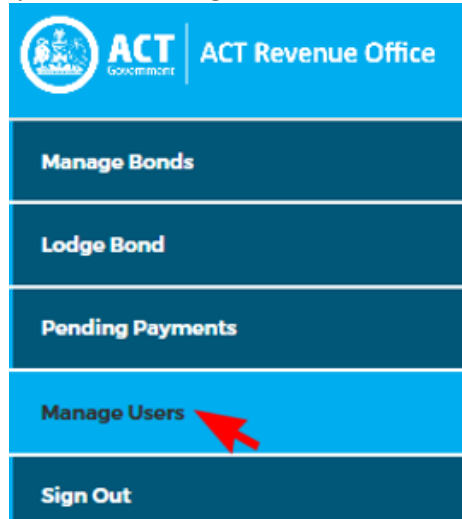 ACT
Government
ACT Revenue Office
Manage Bonds
Lodge Bond
Pending Payments
Manage Users
Sign Out